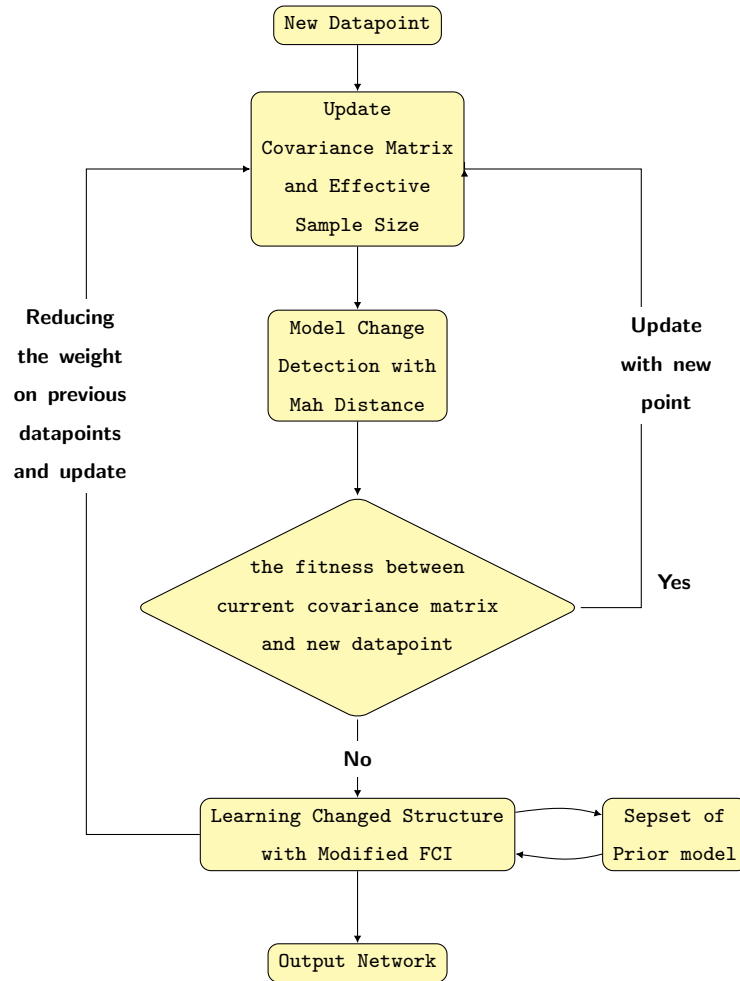 New Datapoint
Update
Covariance Matrix
and Effective
Sample Size
Reducing
the weight
on previous
datapoints
and update
Model Change
Detection with
Mah Distance
Update
with new
point
the fitness between
current covariance matrix
and new datapoint
Yes
No
Learning Changed Structure
with Modified FCI
Sepset of
Prior model
Output Network